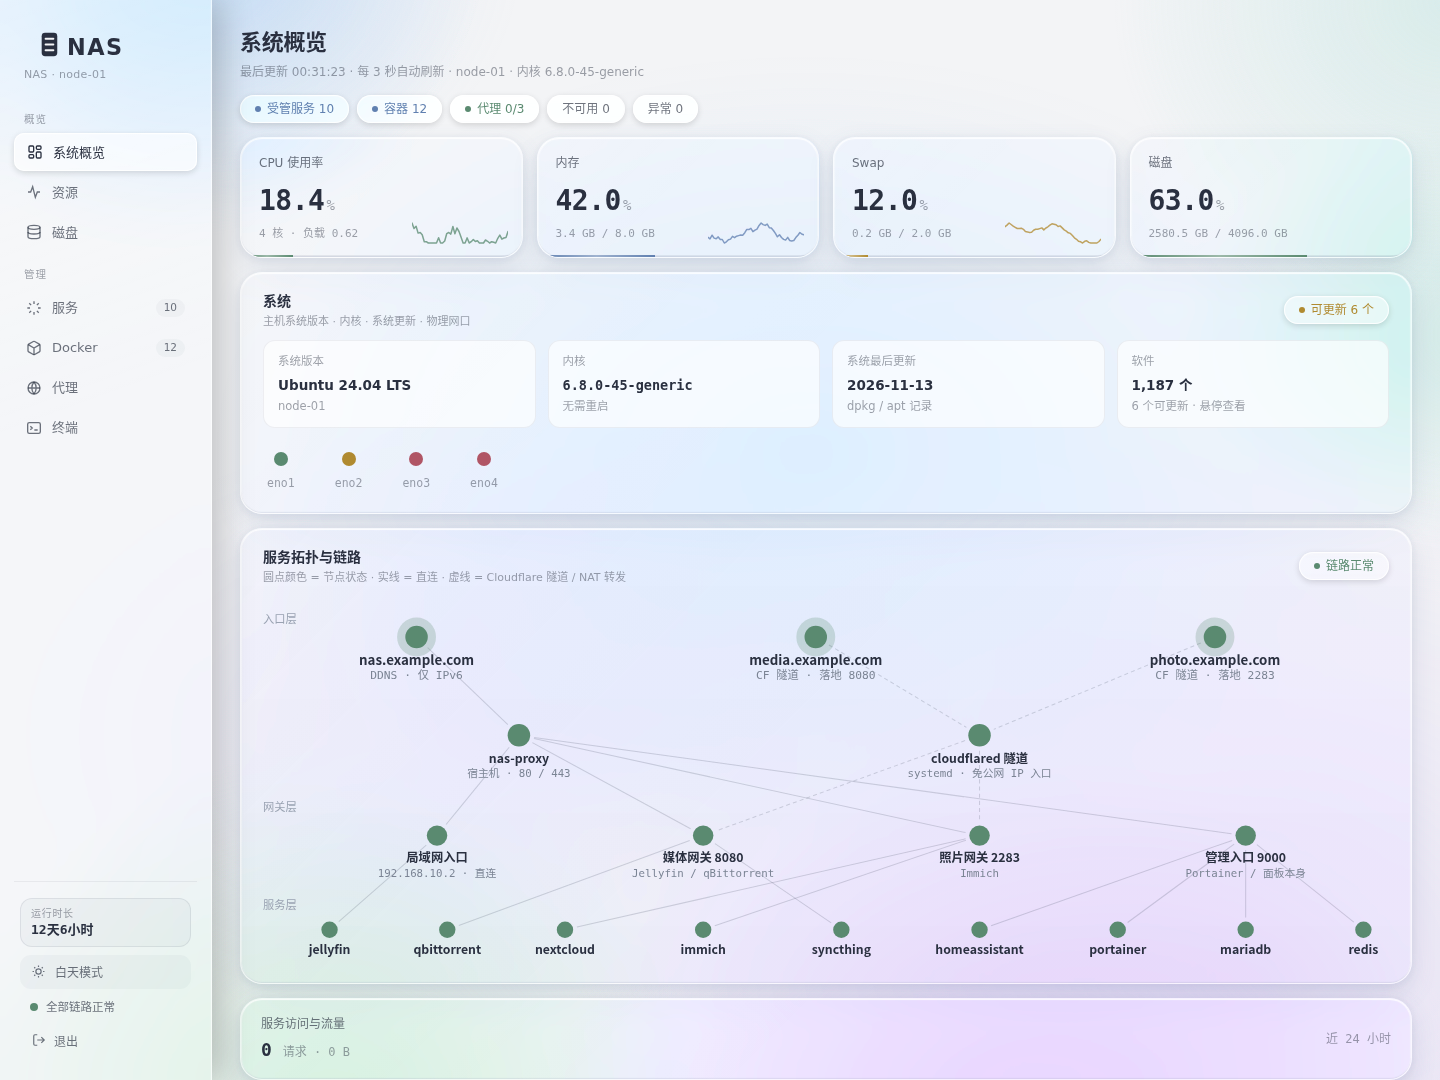 NAS
NAS · node-01
概览
系统概览
资源
磁盘
管理
服务 10
Docker 12
代理
终端
运行时长
12天6小时
白天模式
全部链路正常
退出
系统概览
最后更新 00:31:23 · 每 3 秒自动刷新 · node-01 · 内核 6.8.0-45-generic
受管服务 10
容器 12
代理 0/3
不可用 0
异常 0
CPU 使用率
18.4%
4 核 · 负载 0.62
内存
42.0%
3.4 GB / 8.0 GB
Swap
12.0%
0.2 GB / 2.0 GB
磁盘
63.0%
2580.5 GB / 4096.0 GB
系统
主机系统版本 · 内核 · 系统更新 · 物理网口
可更新 6 个
系统版本
Ubuntu 24.04 LTS
node-01
内核
6.8.0-45-generic
无需重启
系统最后更新
2026-11-13
dpkg / apt 记录
软件
1,187 个
6 个可更新 · 悬停查看
eno1
eno2
eno3
eno4
服务拓扑与链路
圆点颜色 = 节点状态 · 实线 = 直连 · 虚线 = Cloudflare 隧道 / NAT 转发
链路正常
入口层
nas.example.com
DDNS · 仅 IPv6
media.example.com
CF 隧道 · 落地 8080
photo.example.com
CF 隧道 · 落地 2283
nas-proxy
宿主机 · 80 / 443
cloudflared 隧道
systemd · 免公网 IP 入口
网关层
局域网入口
192.168.10.2 · 直连
媒体网关 8080
Jellyfin / qBittorrent
照片网关 2283
Immich
管理入口 9000
Portainer / 面板本身
服务层
jellyfin
qbittorrent
nextcloud
immich
syncthing
homeassistant
portainer
mariadb
redis
服务访问与流量
0 请求 · 0 B
近 24 小时